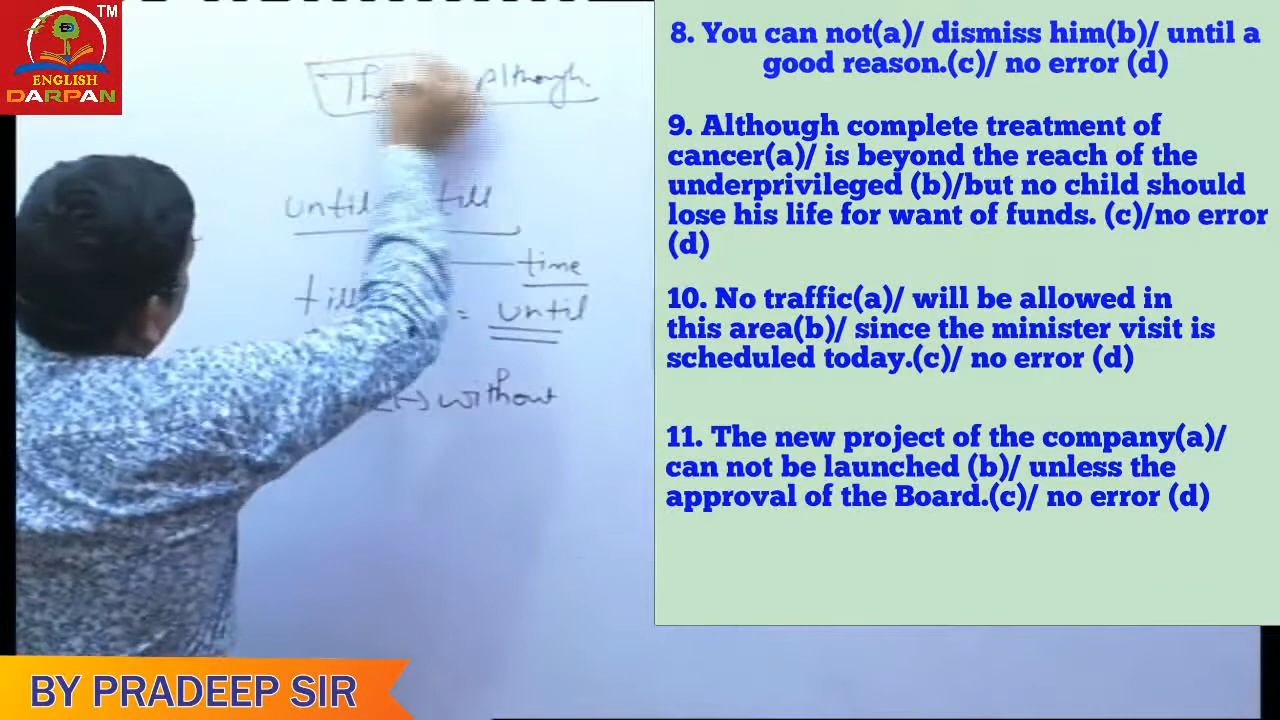 TM
ENGLISH
DARPAN
although
until
till
time
till
= until
without
8. You can not(a)/ dismiss him(b)/ until a
good reason.(c)/ no error (d)
9. Although complete treatment of
cancer(a)/ is beyond the reach of the
underprivileged (b)/but no child should
lose his life for want of funds. (c)/no error
(d)
10. No traffic(a)/ will be allowed in
this area(b)/ since the minister visit is
scheduled today.(c)/ no error (d)
11. The new project of the company(a)/
can not be launched (b)/ unless the
approval of the Board.(c)/ no error (d)
BY PRADEEP SIR